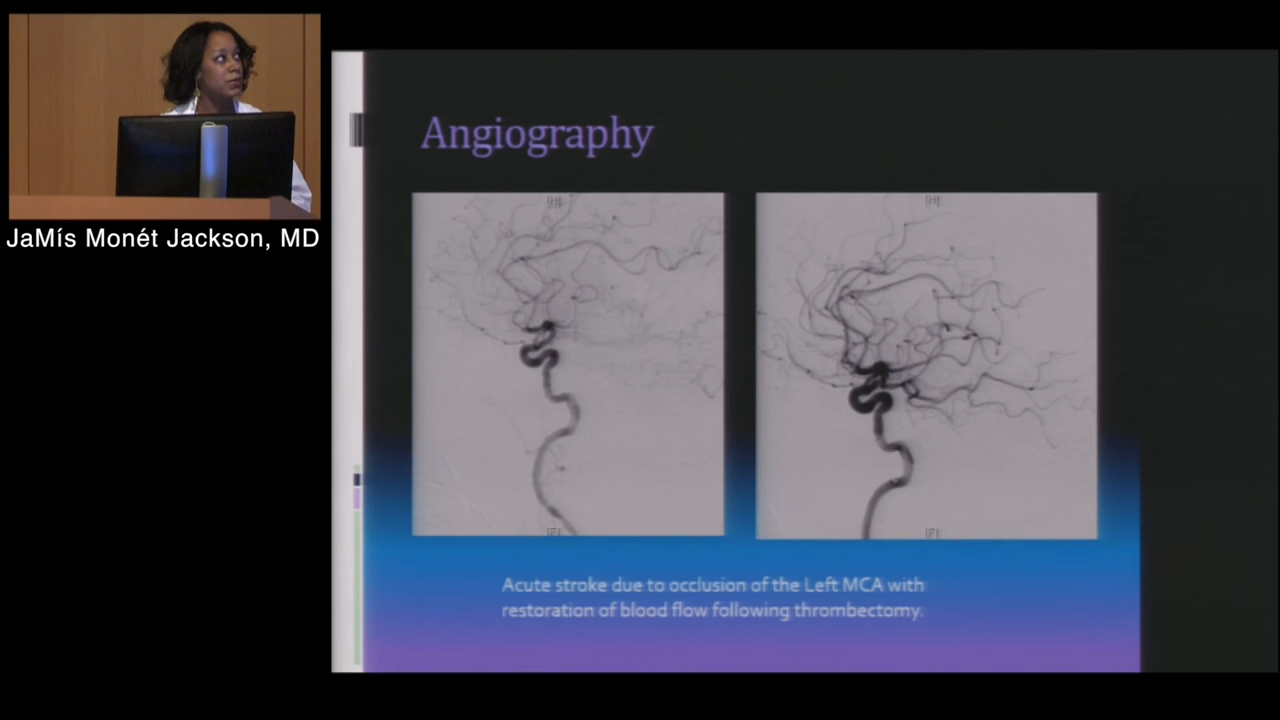 JaMís Monét Jackson, MD
Angiography
[H]
[H]
[F]
[F]
Acute stroke due to occlusion of the Left MCA with
restoration of blood flow following thrombectomy.